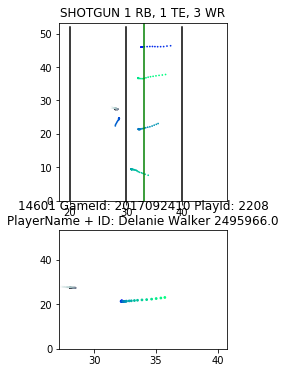 SHOTGUN 1 RB, 1 TE, 3 WR
50
40
30
20
10
0
20 30 40
14601 GameId: 2017092410 PlayId: 2208
PlayerName + ID: Delanie Walker 2495966.0
40
20
0
30 35 40